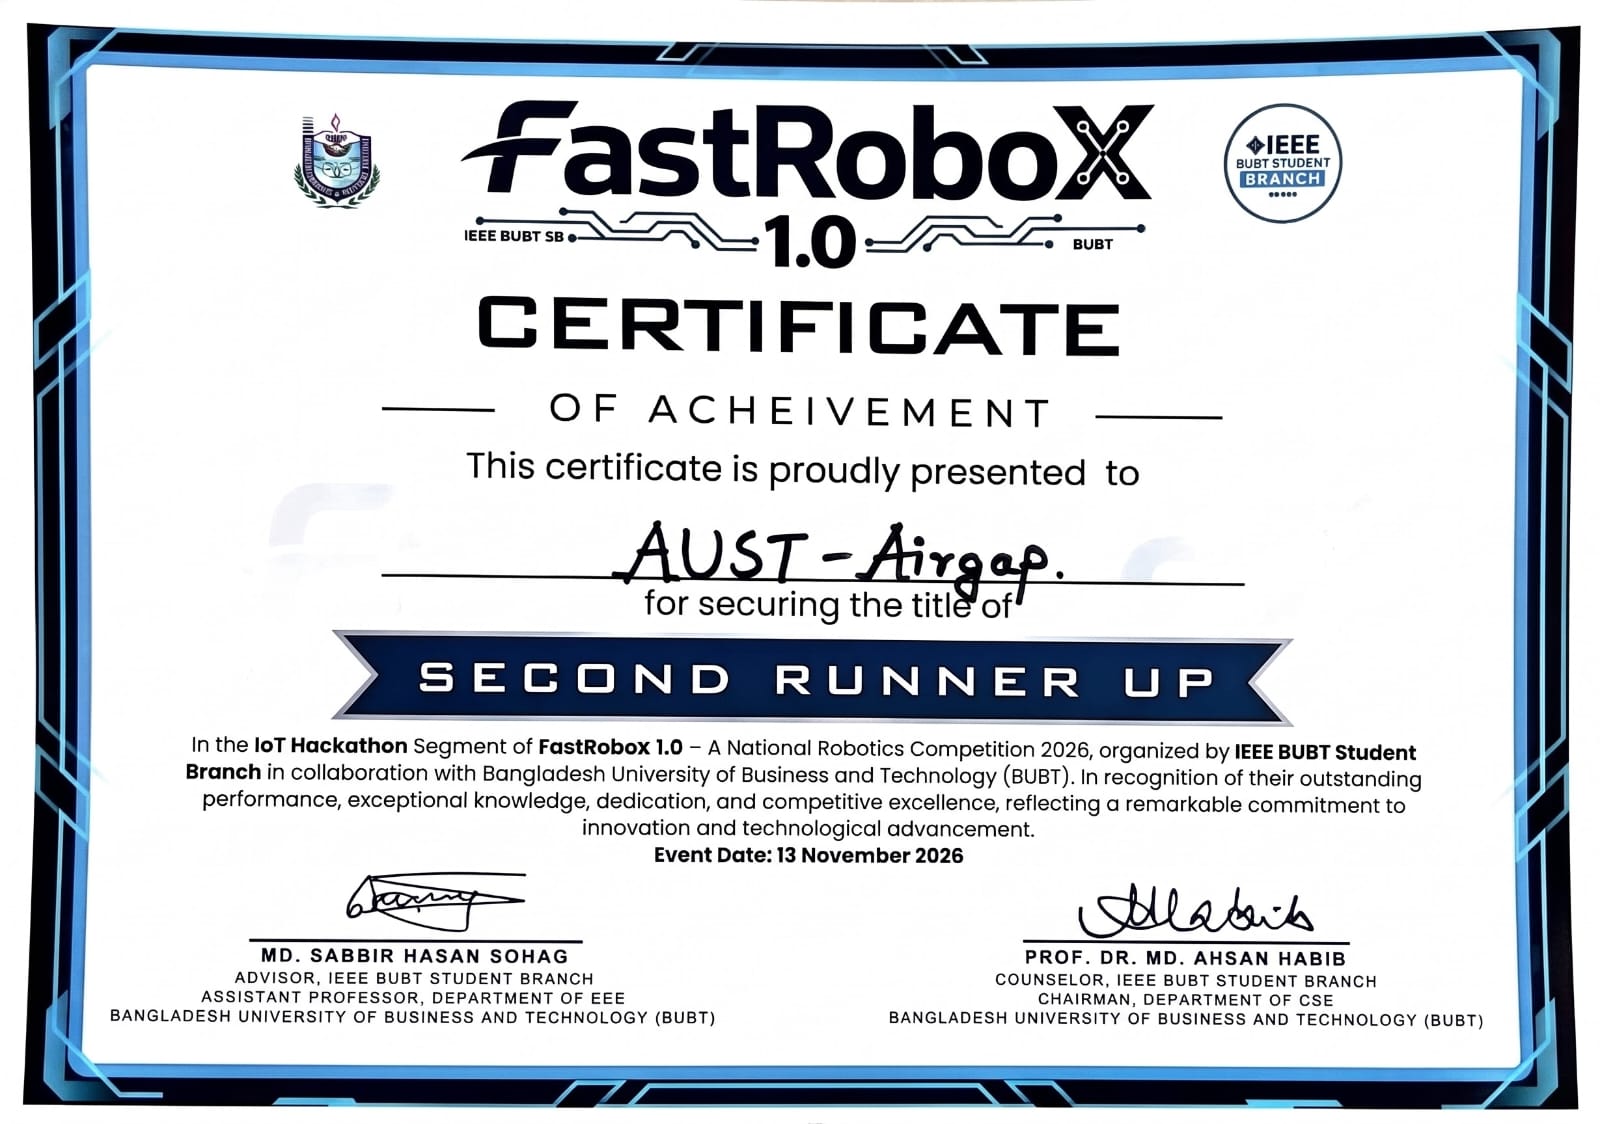 FastRoboX
IEEE BUBT SB
1.0
BUBT
IEEE
BUBT STUDENT
BRANCH
CERTIFICATE
OF ACHEIVEMENT
This certificate is proudly presented to
AUST-Airgap.
for securing the title of
SECOND RUNNER UP
In the IoT Hackathon Segment of FastRobox 1.0 – A National Robotics Competition 2026, organized by IEEE BUBT Student
Branch in collaboration with Bangladesh University of Business and Technology (BUBT). In recognition of their outstanding
performance, exceptional knowledge, dedication, and competitive excellence, reflecting a remarkable commitment to
innovation and technological advancement.
Event Date: 13 November 2026
MD. SABBIR HASAN SOHAG
ADVISOR, IEEE BUBT STUDENT BRANCH
ASSISTANT PROFESSOR, DEPARTMENT OF EEE
BANGLADESH UNIVERSITY OF BUSINESS AND TECHNOLOGY (BUBT)
PROF. DR. MD. AHSAN HABIB
COUNSELOR, IEEE BUBT STUDENT BRANCH
CHAIRMAN, DEPARTMENT OF CSE
BANGLADESH UNIVERSITY OF BUSINESS AND TECHNOLOGY (BUBT)